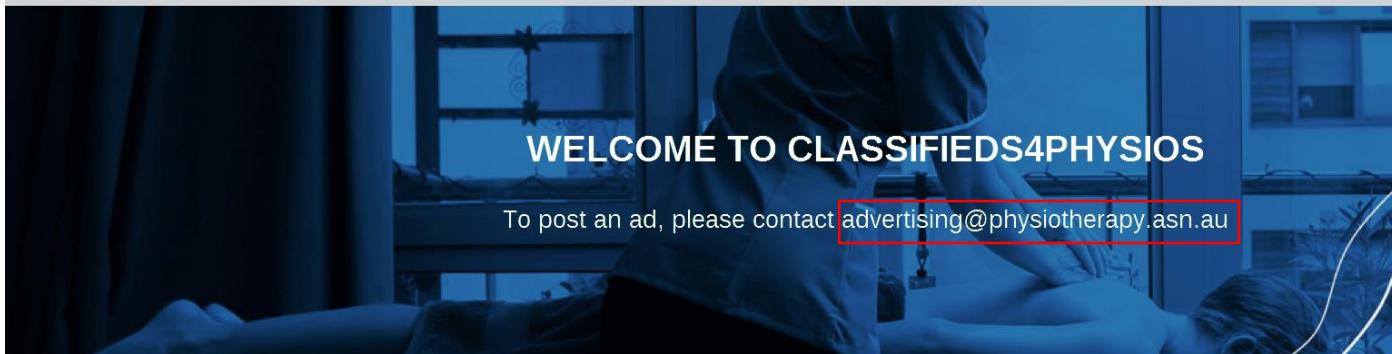 WELCOME TO CLASSIFIEDS4PHYSIOS
To post an ad, please contact advertising@physiotherapy.asn.au